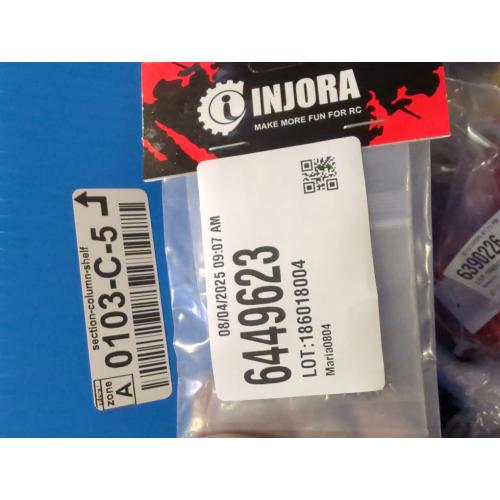 INJORA
MAKE MORE FUN FOR RC
08/04/2025 09:07 AM
6449623
LOT:186018004
Maria0804
section-column-shelf
0103-C-5
zone
A
6390226